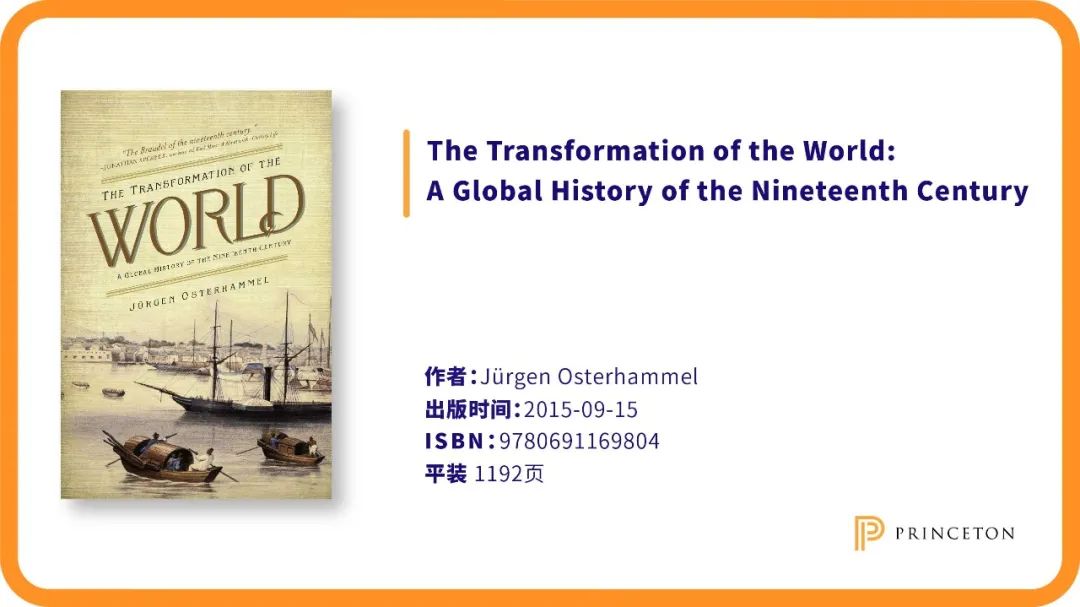 "The Braudel of the nineteenth century."
THE TRANSFORMATION OF THE
WORLD
A GLOBAL HISTORY OF THE NINETEENTH CENTURY
JÜRGEN OSTERHAMMEL
The Transformation of the World:
A Global History of the Nineteenth Century
作者：Jürgen Osterhammel
出版时间：2015-09-15
ISBN：9780691169804
平装 1192页
PRINCETON